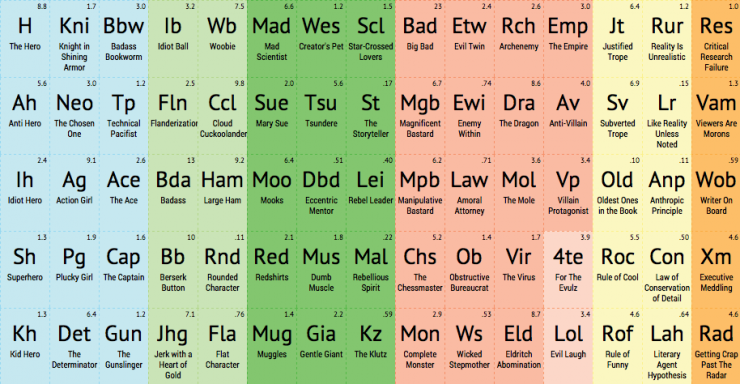 8.8 1.7 3.0 3.2 7.5 6.6 1.2 1.5 23 2.4 2.4 3.1 6.4 1.2 1.0
H Kni Bbw Ib Wb Mad Wes Scl Bad Etw Rch Emp Jt Rur Res
The Hero
Knight in
Shining
Armor
Badass
Bookworm
Idiot Ball
Woobie
Mad
Scientist
Creator's Pet
Star-Crossed
Lovers
Big Bad
Evil Twin
Archenemy
The Empire
Justified
Trope
Reality Is
Unrealistic
Critical
Research
Failure
5.6 3.0 1.2 2.5 9.8 2.0 5.6 .17 6.7 .74 8.6 4.0 6.9 .15 1.3
Ah Neo Tp Fln Ccl Sue Tsu St Mgb Ewi Dra Av Sv Lr Vam
Anti Hero
The Chosen
One
Technical
Pacifist
Flanderization
Cloud
Cuckoolander
Mary Sue
Tsundere
The
Storyteller
Magnificent
Bastard
Enemy
Within
The Dragon
Anti-Villain
Subverted
Trope
Like Reality
Unless
Noted
Viewers Are
Morons
2.4 9.1 2.6 13 9.2 6.4 .51 .40 6.2 .71 3.6 3.4 .10 .11 .59
Ih Ag Ace Bda Ham Moo Dbd Lei Mpb Law Mol Vp Old Anp Wob
Idiot Hero
Action Girl
The Ace
Badass
Large Ham
Mooks
Eccentric
Mentor
Rebel Leader
Manipulative
Bastard
Amoral
Attorney
The Mole
Villain
Protagonist
Oldest Ones
in the Book
Anthropic
Principle
Writer On
Board
1.3 1.9 1.6 10 .11 2.1 1.8 .22 5.2 1.4 1.7 3.9 5.5 .50 4.6
Sh Pg Cap Bb Rnd Red Mus Mal Chs Ob Vir 4te Roc Con Xm
Superhero
Plucky Girl
The Captain
Berserk
Button
Rounded
Character
Redshirts
Dumb
Muscle
Rebellious
Spirit
The
Chessmaster
Obstructive
Bureaucrat
The Virus
For The
Evulz
Rule of Cool
Law of
Conservation
of Detail
Executive
Meddling
1.3 6.4 1.2 7.1 .76 1.4 2.2 .59 2.9 .53 8.7 3.4 4.6 .64 4.6
Kh Det Gun Jhg Fla Mug Gia Kz Mon Ws Eld Lol Rof Lah Rad
Kid Hero
The
Determinator
The
Gunslinger
Jerk with a
Heart of
Gold
Flat
Character
Muggles
Gentle Giant
The Klutz
Complete
Monster
Wicked
Stepmother
Eldritch
Abomination
Evil Laugh
Rule of
Funny
Literary
Agent
Hypothesis
Getting Crap
Past The
Radar